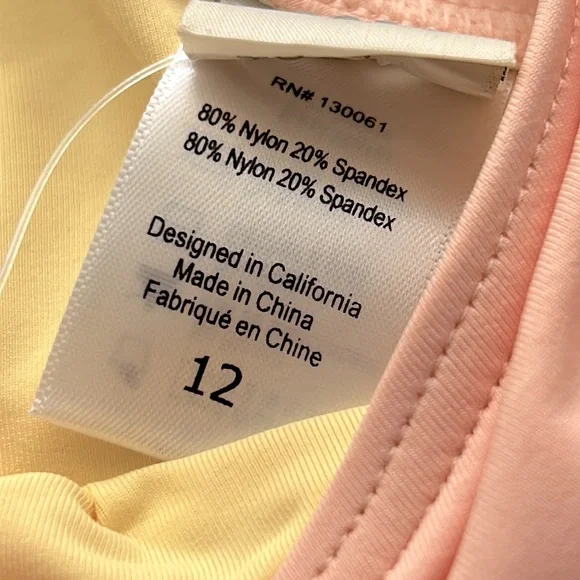 RN# 130061
80% Nylon 20% Spandex
80% Nylon 20% Spandex
Designed in California
Made in China
Fabriqué en Chine
12